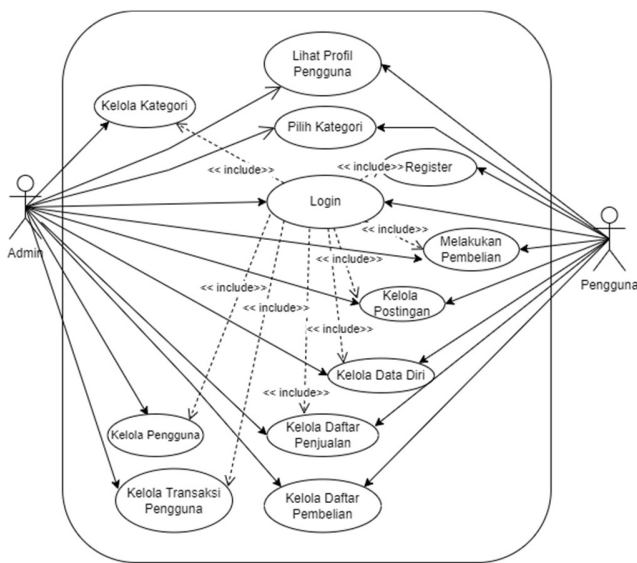 Lihat Profil
Pengguna
Kelola Kategori
Pilih Kategori
<< include>>
<< include>>
Register
Login
Admin
Melakukan
Pembelian
Pengguna
<< include>>
<< include>>
<< include>>
Kelola
Postingan
<< include>>
<< include>>
Kelola Data Diri
<< include>>
Kelola Pengguna
Kelola Daftar
Penjualan
Kelola Transaksi
Pengguna
Kelola Daftar
Pembelian